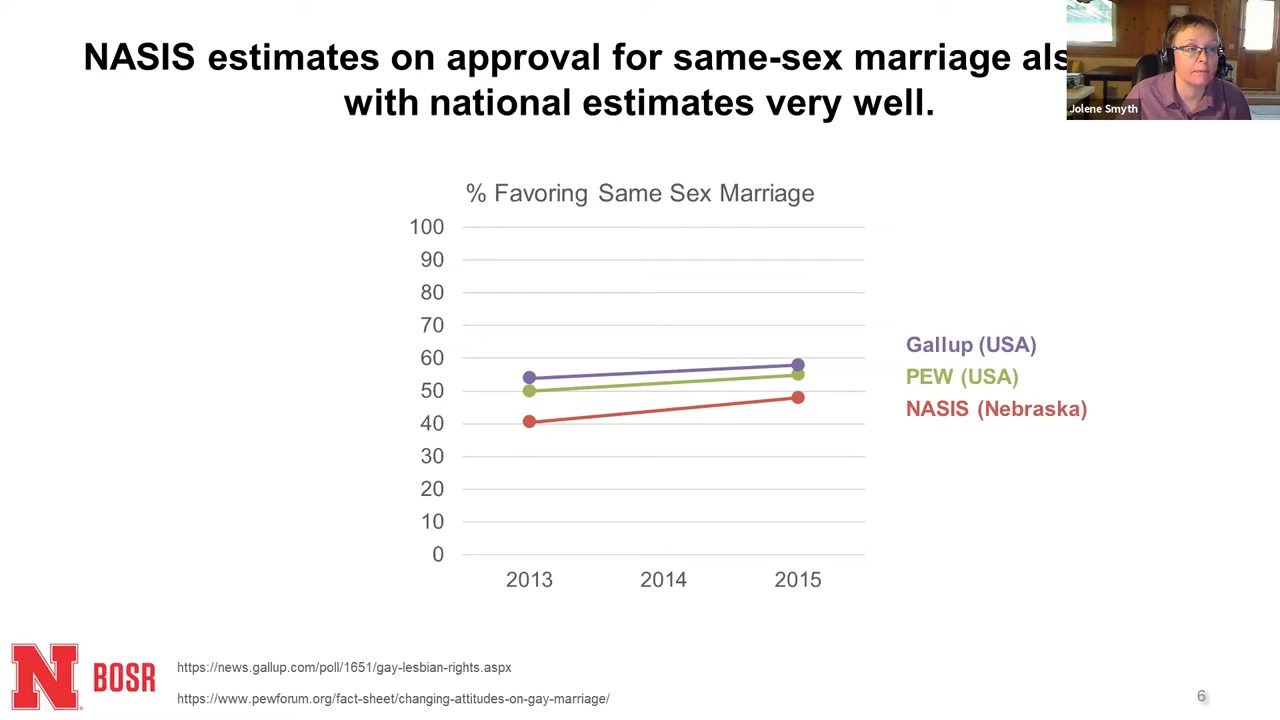 NASIS estimates on approval for same-sex marriage
with national estimates very well.
Jolene Smyth
% Favoring Same Sex Marriage
100
90
80
70
60
50
40
30
20
10
0
2013 2014 2015
Gallup (USA)
PEW (USA)
NASIS (Nebraska)
N BOSR
https://news.gallup.com/poll/1651/gay-lesbian-rights.aspx
https://www.pewforum.org/fact-sheet/changing-attitudes-on-gay-marriage/
6